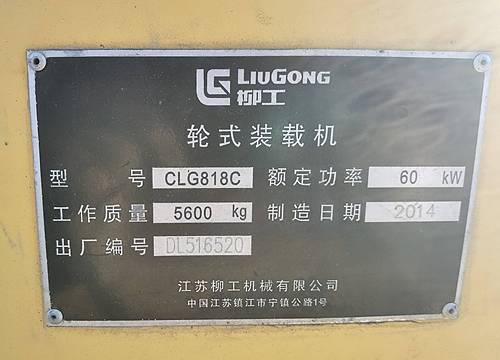 LiuGong
柳工
轮式装载机
型号 CLG818C 额定功率 60 kW
工作质量 5600 kg 制造日期 2014
出厂编号 DL516520
江苏柳工机械有限公司
中国江苏镇江市宁镇公路1号